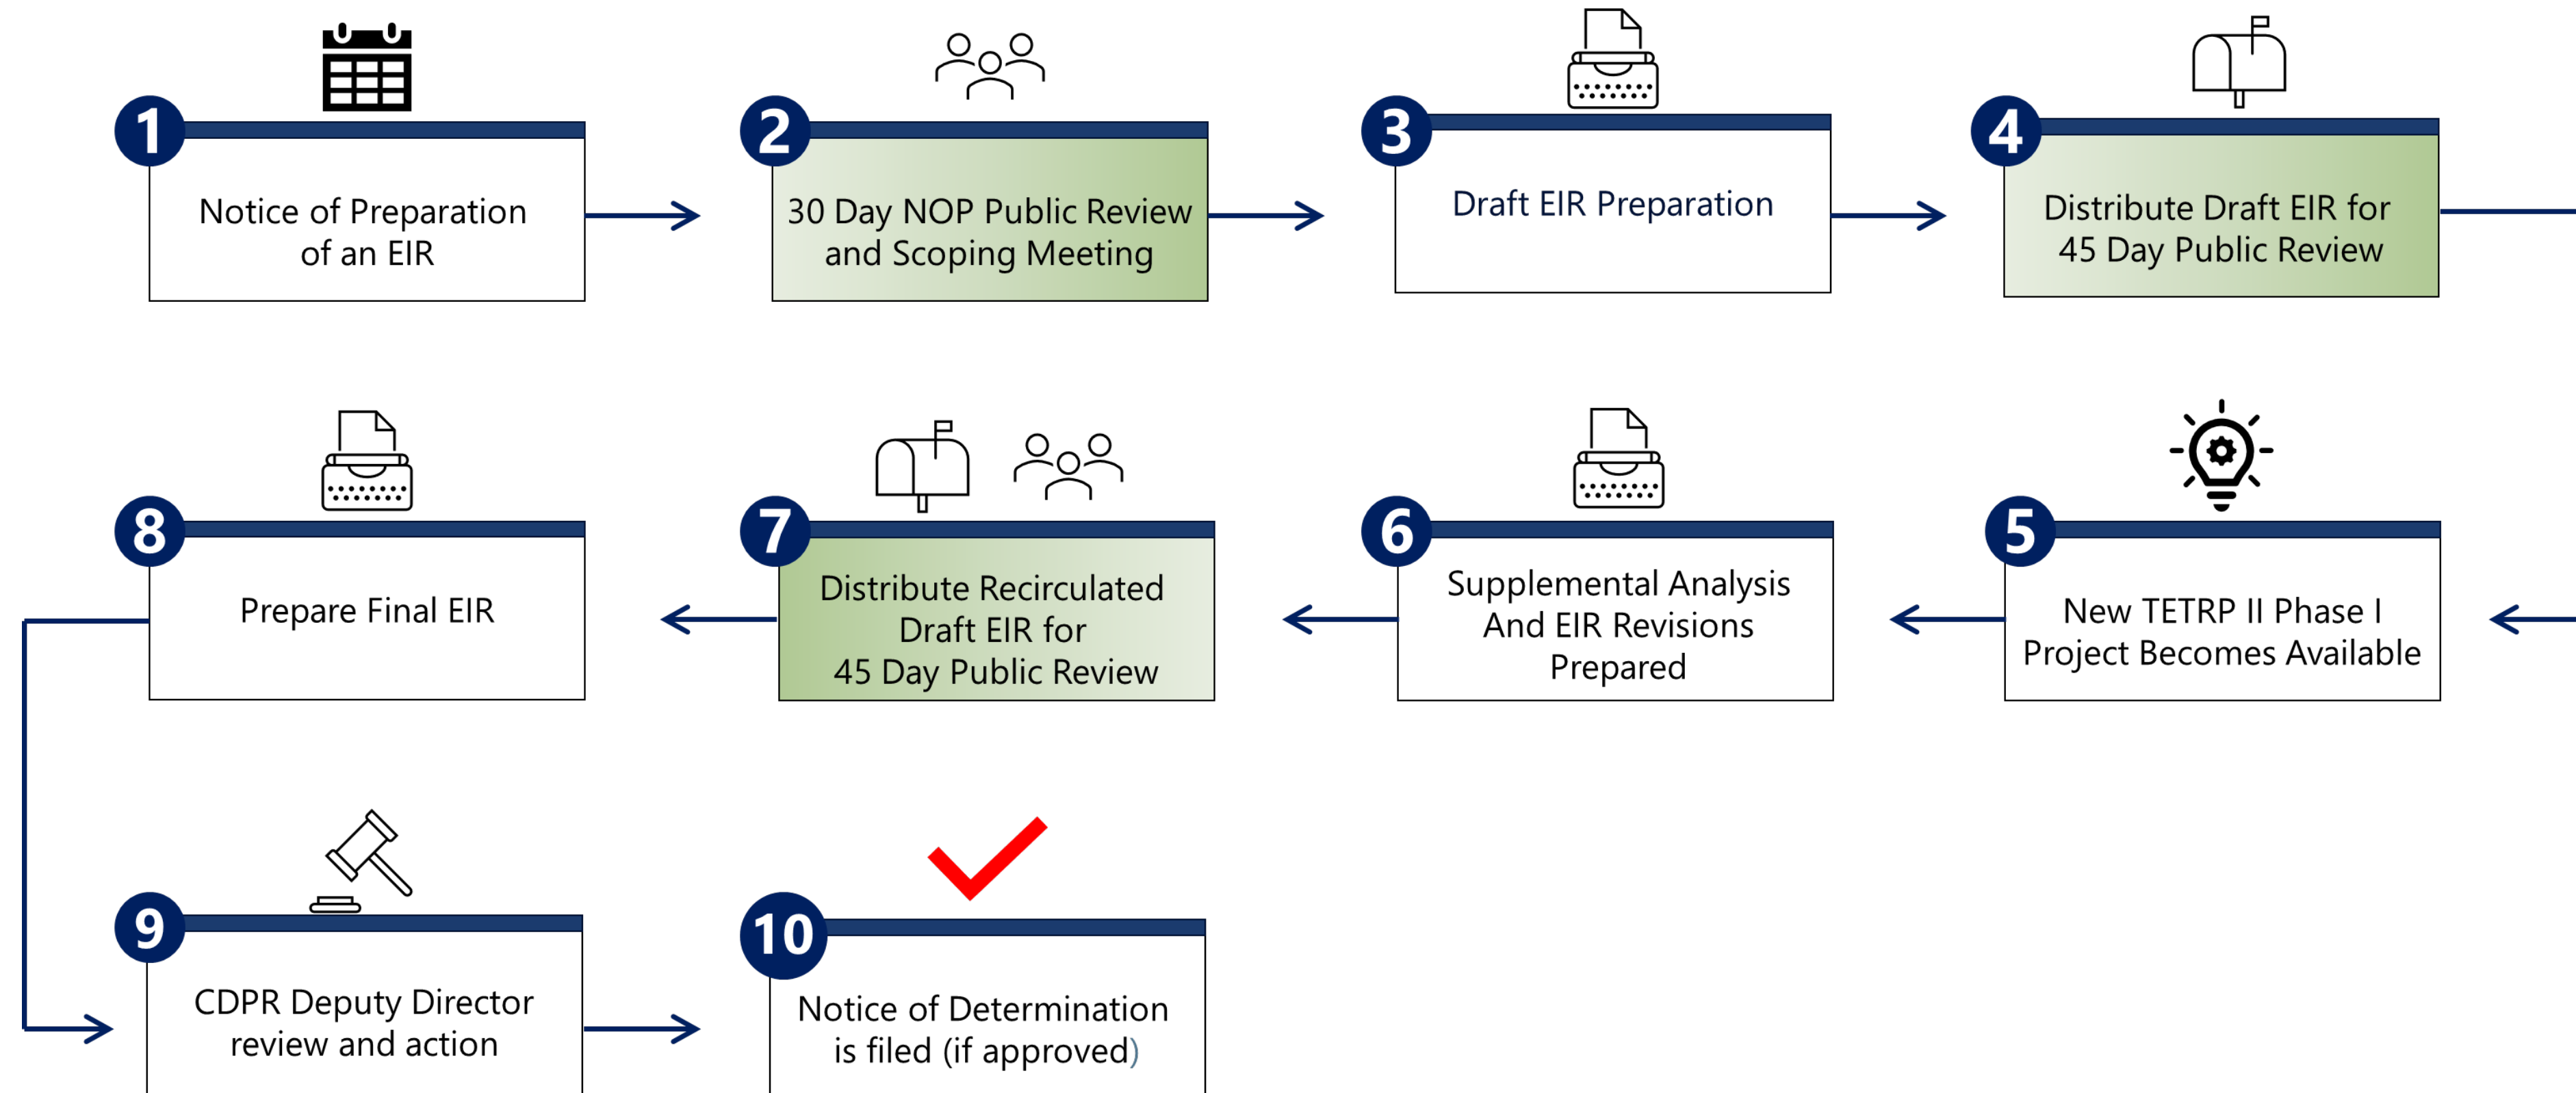 1
Notice of Preparation
of an EIR
2
30 Day NOP Public Review
and Scoping Meeting
3
Draft EIR Preparation
4
Distribute Draft EIR for
45 Day Public Review
5
New TETRP II Phase I
Project Becomes Available
6
Supplemental Analysis
And EIR Revisions
Prepared
7
Distribute Recirculated
Draft EIR for
45 Day Public Review
8
Prepare Final EIR
9
CDPR Deputy Director
review and action
10
Notice of Determination
is filed (if approved)